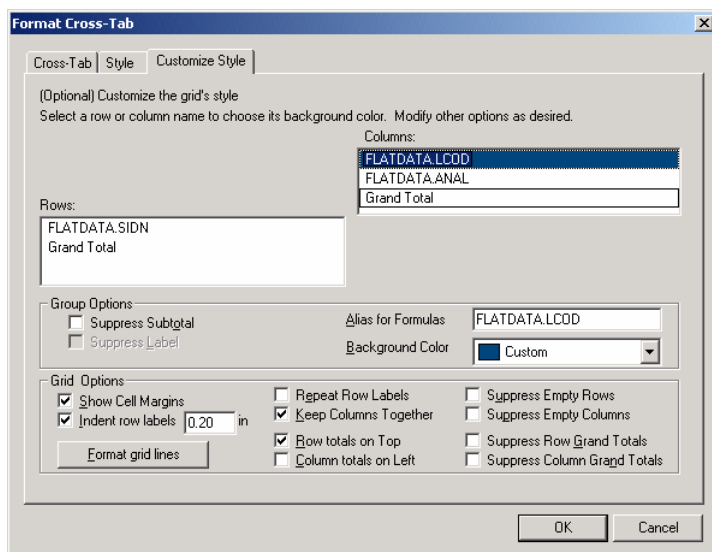 Format Cross-Tab
Cross-Tab Style Customize Style
(Optional) Customize the grid's style
Select a row or column name to choose its background color. Modify other options as desired.
Columns:
FLATDATA.LCOD
FLATDATA.ANAL
Grand Total
Rows:
FLATDATA.SIDN
Grand Total
Group Options
Suppress Subtotal
Suppress Label
Alias for Formulas FLATDATA.LCOD
Background Color Custom
Grid Options
Show Cell Margins
Indent row labels 0.20 in
Format grid lines
Repeat Row Labels
Keep Columns Together
Row totals on Top
Column totals on Left
Suppress Empty Rows
Suppress Empty Columns
Suppress Row Grand Totals
Suppress Column Grand Totals
OK Cancel